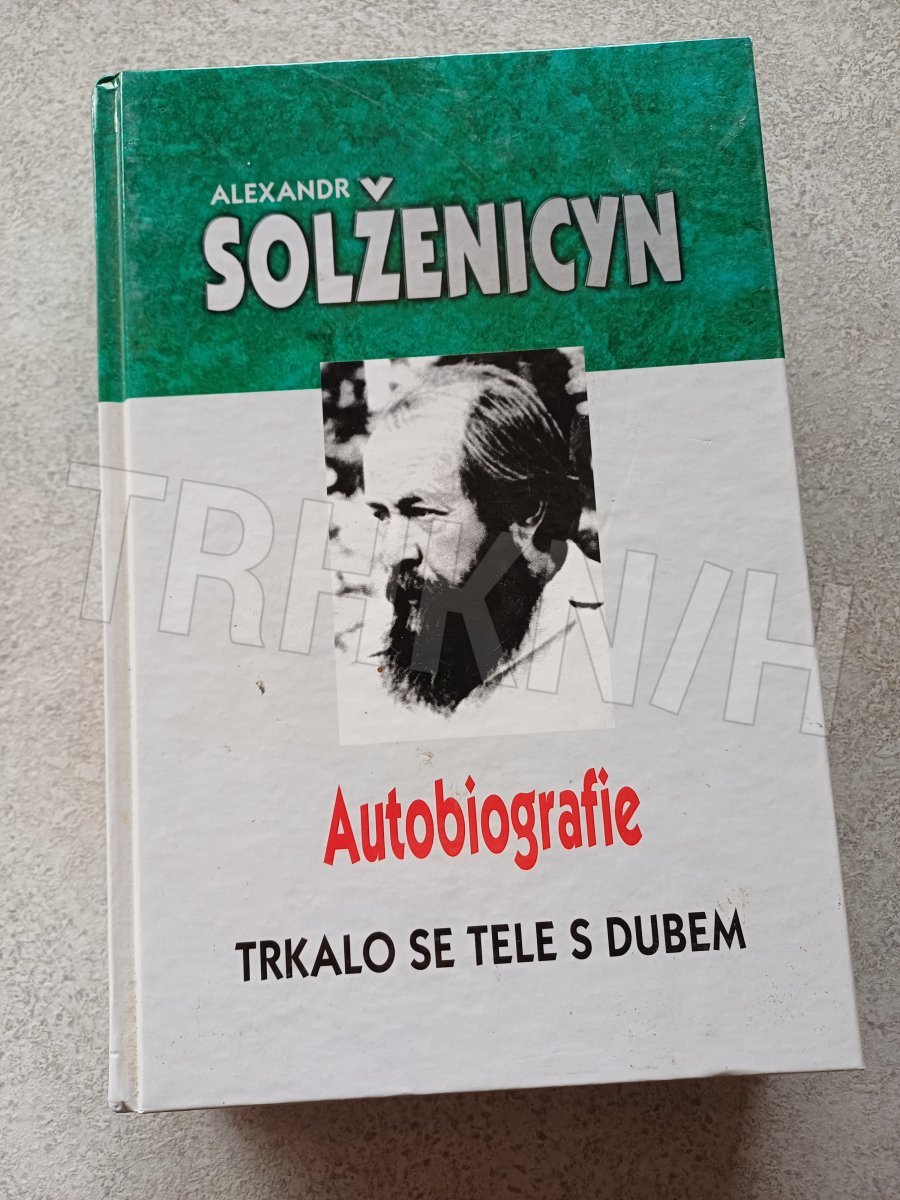 ALEXANDR
SOLŽENICYN
TRHKNIH
Autobiografie
TRKALO SE TELE S DUBEM